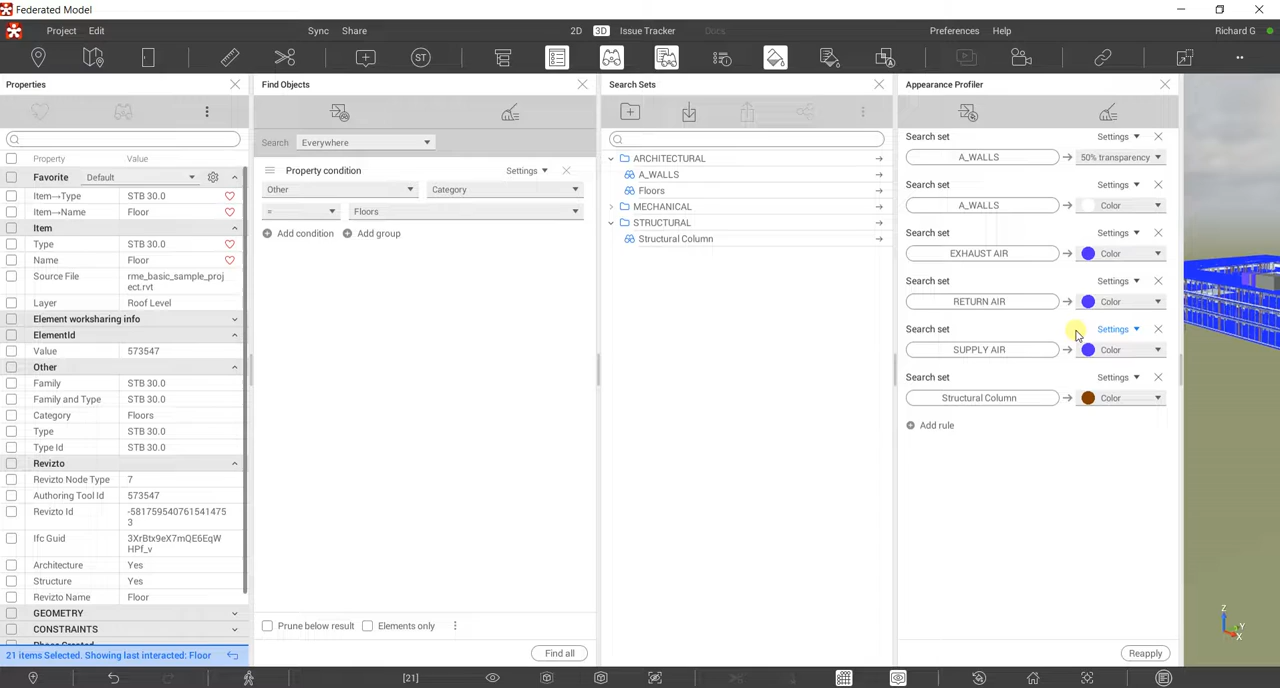 Federated Model
Project Edit Sync Share 2D 3D Issue Tracker Docs Preferences Help Richard G
ST
Properties
Property Value
Favorite Default
Item→Type STB 30.0
Item→Name Floor
Item
Type STB 30.0
Name Floor
Source File rme_basic_sample_proj
ect.rvt
Layer Roof Level
Element worksharing info
ElementId
Value 573547
Other
Family STB 30.0
Family and Type STB 30.0
Category Floors
Type STB 30.0
Type Id STB 30.0
Revizto
Revizto Node Type 7
Authoring Tool Id 573547
Revizto Id -581759540761541475
3
Ifc Guid 3XrBtx9eX7mQE6EqW
HPf_v
Architecture Yes
Structure Yes
Revizto Name Floor
GEOMETRY
CONSTRAINTS
Phase Created
21 items Selected. Showing last interacted: Floor
Find Objects
Search Everywhere
Property condition Settings
Other Category
= Floors
Add condition Add group
Prune below result Elements only
Find all
Search Sets
ARCHITECTURAL
A_WALLS
Floors
MECHANICAL
STRUCTURAL
Structural Column
Appearance Profiler
Search set Settings
A_WALLS → 50% transparency
Search set Settings
A_WALLS → Color
Search set Settings
EXHAUST AIR → Color
Search set Settings
RETURN AIR → Color
Search set Settings
SUPPLY AIR → Color
Search set Settings
Structural Column → Color
Add rule
Reapply
Z
Y
X
[21]